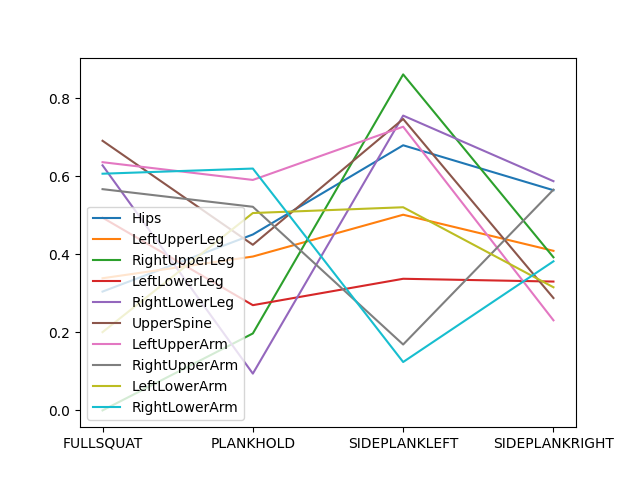 0.8
0.6
0.4
0.2
0.0
Hips
LeftUpperLeg
RightUpperLeg
LeftLowerLeg
RightLowerLeg
UpperSpine
LeftUpperArm
RightUpperArm
LeftLowerArm
RightLowerArm
FULLSQUAT PLANKHOLD SIDEPLANKLEFT SIDEPLANKRIGHT